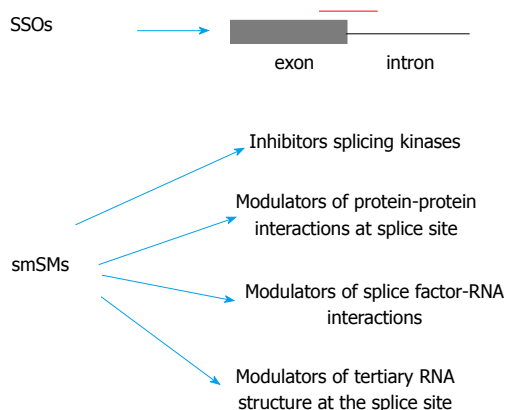 SSOs
exon intron
Inhibitors splicing kinases
Modulators of protein-protein
interactions at splice site
smSMs
Modulators of splice factor-RNA
interactions
Modulators of tertiary RNA
structure at the splice site